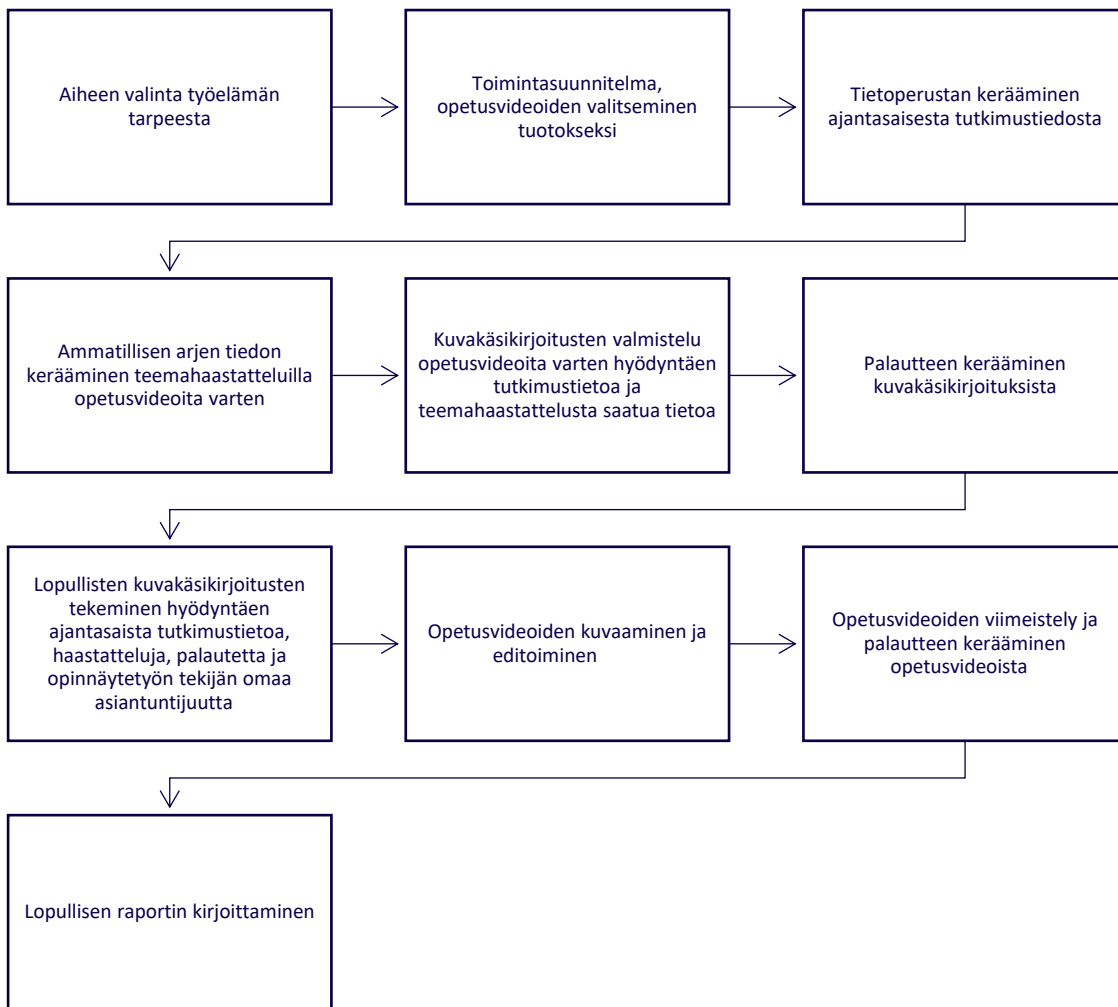 Aiheen valinta työelämän
tarpeesta
Toimintasuunnitelma,
opetusvideoiden valitseminen
tuotokseksi
Tietoperustan kerääminen
ajantasaisesta tutkimustiedosta
Ammatillisen arjen tiedon
kerääminen teemahaastatteluilla
opetusvideoita varten
Kuvakäsikirjoitusten valmistelu
opetusvideoita varten hyödyntäen
tutkimustietoa ja
teemahaastattelusta saatua tietoa
Palautteen kerääminen
kuvakäsikirjoituksista
Lopullisten kuvakäsikirjoitusten
tekeminen hyödyntäen
ajantasaista tutkimustietoa,
haastatteluja, palautetta ja
opinnäytetyön tekijän omaa
asiantuntijuutta
Opetusvideoiden kuvaaminen ja
editoiminen
Opetusvideoiden viimeistely ja
palautteen kerääminen
opetusvideoista
Lopullisen raportin kirjoittaminen